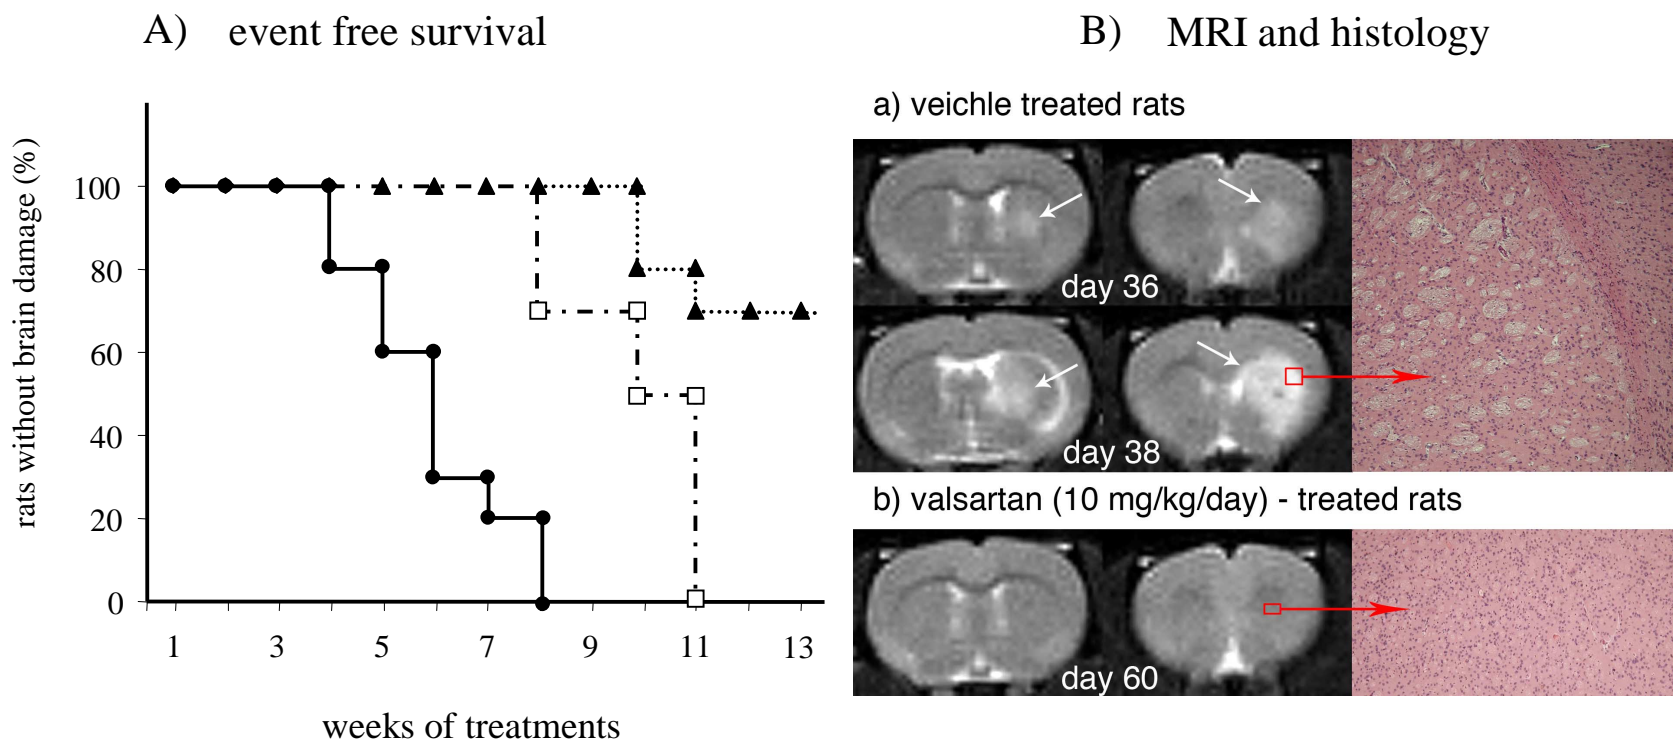 A) event free survival
rats without brain damage (%)
100
80
60
40
20
0
1 3 5 7 9 11 13
weeks of treatments
B) MRI and histology
a) veichle treated rats
day 36
day 38
b) valsartan (10 mg/kg/day) - treated rats
day 60